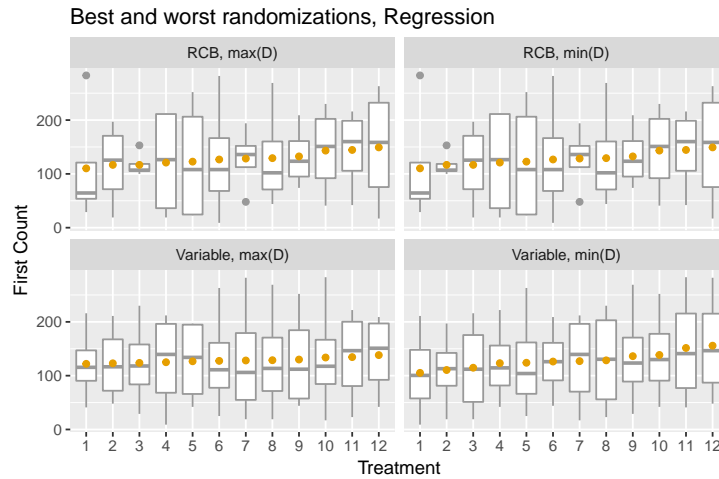 Best and worst randomizations, Regression
RCB, max(D)
RCB, min(D)
200
100
0
Variable, max(D)
Variable, min(D)
200
100
0
First Count
1 2 3 4 5 6 7 8 9 10 11 12
1 2 3 4 5 6 7 8 9 10 11 12
Treatment